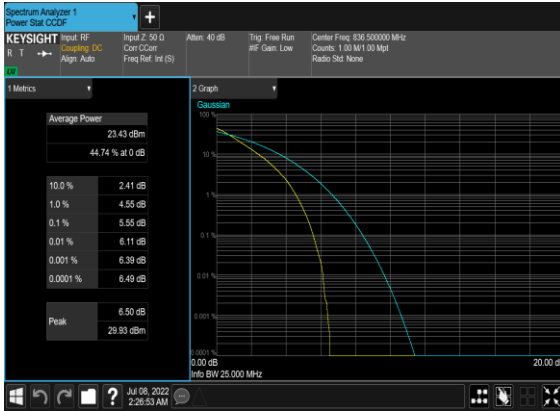 Spectrum Analyzer 1
Power Stat CCDF
KEYSIGHT
R T
Input: RF
Coupling: DC
Align: Auto
Input Z: 50 Ω
Corr CCorr
Freq Ref: Int (S)
Atten: 40 dB
Trig: Free Run
#IF Gain: Low
Center Freq: 836.500000 MHz
Counts: 1.00 M/1.00 Mpt
Radio Std: None
1 Metrics
Average Power
23.43 dBm
44.74 % at 0 dB
10.0 % 2.41 dB
1.0 % 4.55 dB
0.1 % 5.55 dB
0.01 % 6.11 dB
0.001 % 6.39 dB
0.0001 % 6.49 dB
Peak
6.50 dB
29.93 dBm
2 Graph
Gaussian
100 %
10 %
1 %
0.1 %
0.01 %
0.001 %
0.0001 %
0.00 dB
20.00 d
Info BW 25.000 MHz
?
Jul 08, 2022
2:26:53 AM